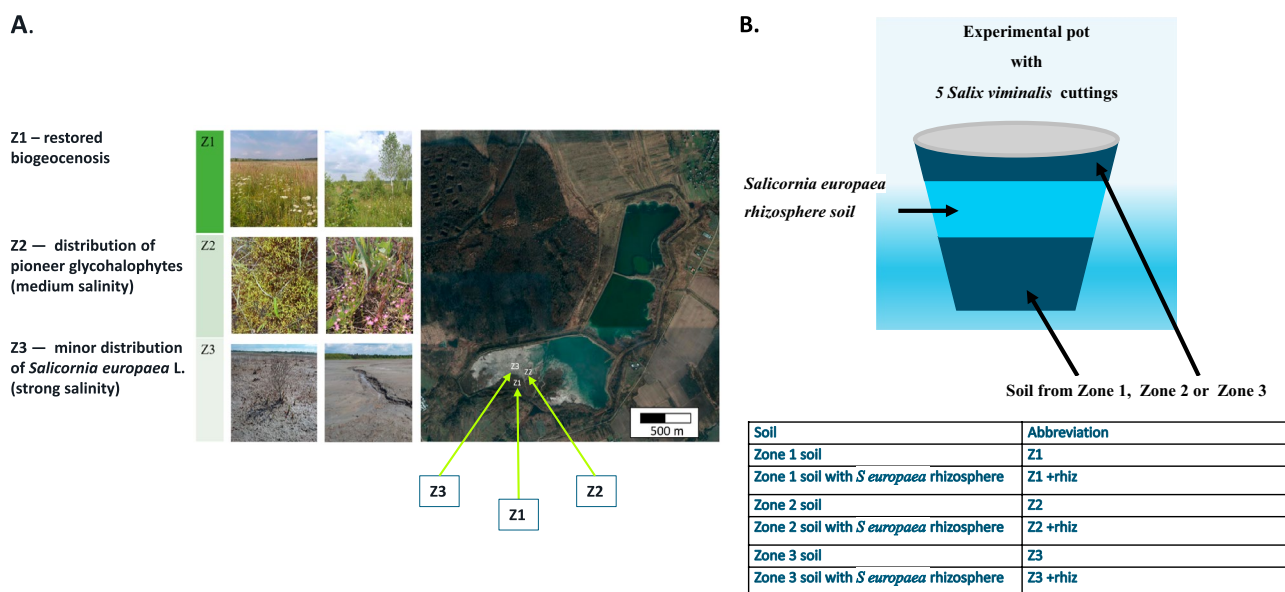 A.
Z1 – restored
biogeocenosis
Z2 — distribution of
pioneer glycohalophytes
(medium salinity)
Z3 — minor distribution
of Salicornia europaea L.
(strong salinity)
Z1
Z2
Z3
Z3
Z2
Z1
500 m
Z3
Z1
Z2
B.
Experimental pot
with
5 Salix viminalis cuttings
Salicornia europaea
rhizosphere soil
Soil from Zone 1, Zone 2 or Zone 3
Soil Abbreviation
Zone 1 soil Z1
Zone 1 soil with S europaea rhizosphere Z1 +rhiz
Zone 2 soil Z2
Zone 2 soil with S europaea rhizosphere Z2 +rhiz
Zone 3 soil Z3
Zone 3 soil with S europaea rhizosphere Z3 +rhiz